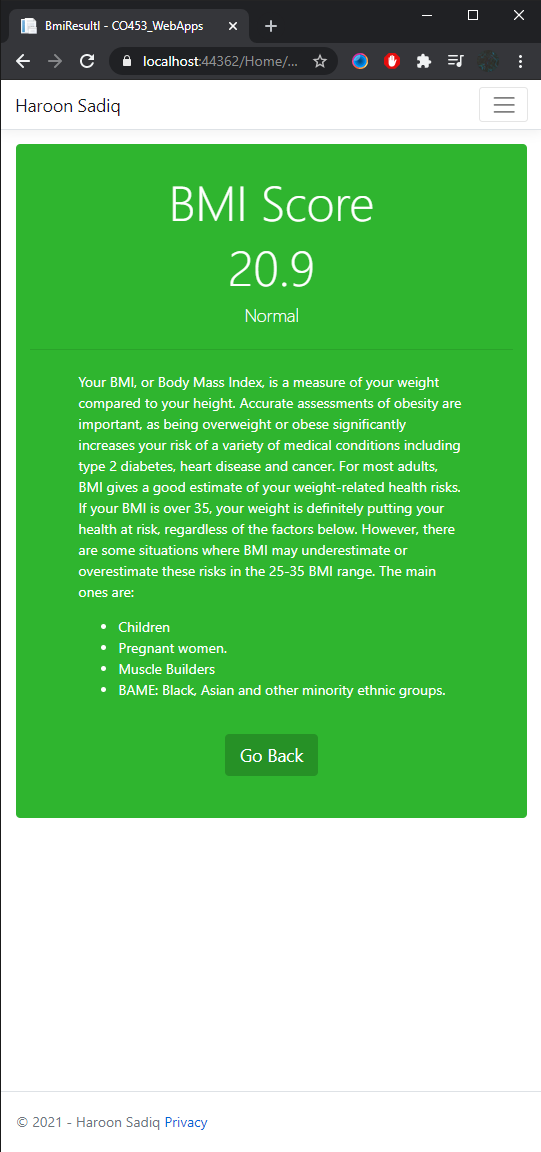 BmiResultl - CO453_WebApps
localhost:44362/Home/...
Haroon Sadiq
BMI Score
20.9
Normal
Your BMI, or Body Mass Index, is a measure of your weight
compared to your height. Accurate assessments of obesity are
important, as being overweight or obese significantly
increases your risk of a variety of medical conditions including
type 2 diabetes, heart disease and cancer. For most adults,
BMI gives a good estimate of your weight-related health risks.
If your BMI is over 35, your weight is definitely putting your
health at risk, regardless of the factors below. However, there
are some situations where BMI may underestimate or
overestimate these risks in the 25-35 BMI range. The main
ones are:
• Children
• Pregnant women.
• Muscle Builders
• BAME: Black, Asian and other minority ethnic groups.
Go Back
© 2021 - Haroon Sadiq Privacy